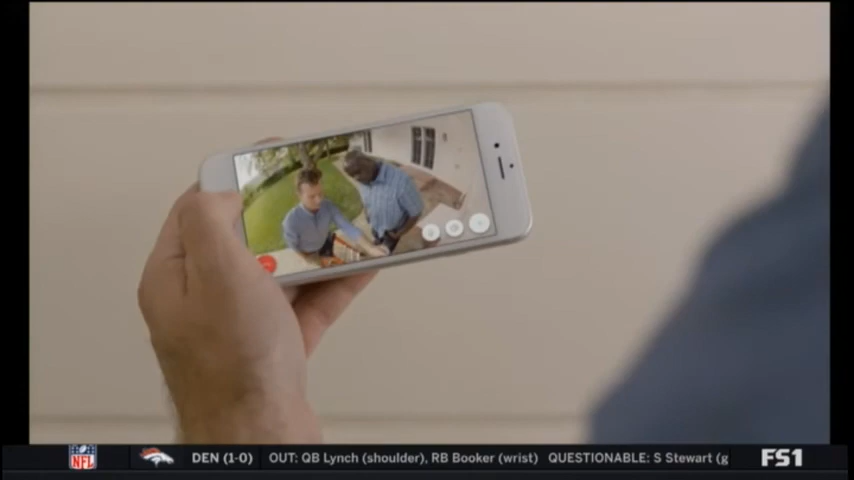 NFL DEN (1-0) OUT: QB Lynch (shoulder), RB Booker (wrist) QUESTIONABLE: S Stewart (g FS1